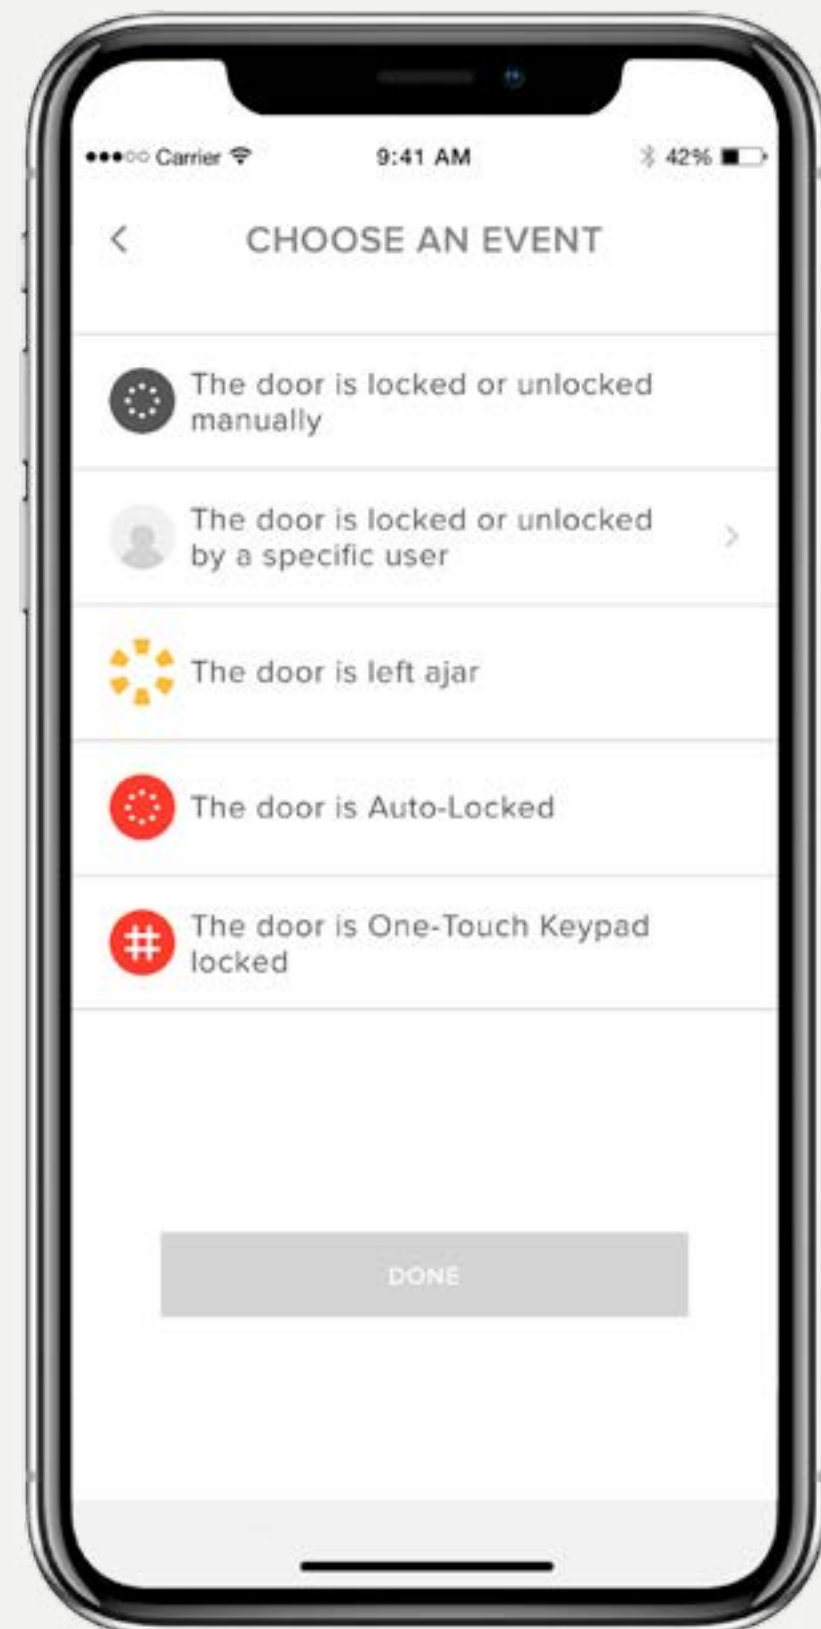 Carrier 9:41 AM 42%
CHOOSE AN EVENT
The door is locked or unlocked
manually
The door is locked or unlocked
by a specific user
The door is left ajar
The door is Auto-Locked
The door is One-Touch Keypad
locked
DONE